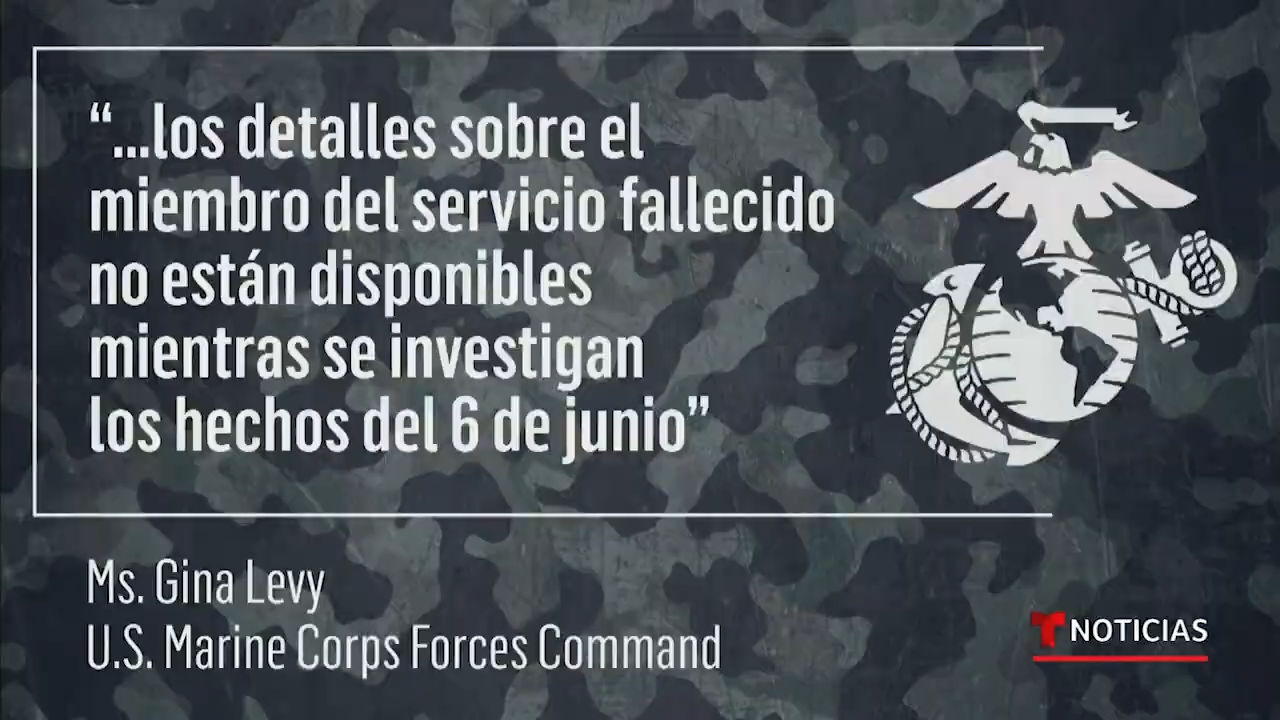 “...los detalles sobre el
miembro del servicio fallecido
no están disponibles
mientras se investigan
los hechos del 6 de junio”
Ms. Gina Levy
U.S. Marine Corps Forces Command
NOTICIAS